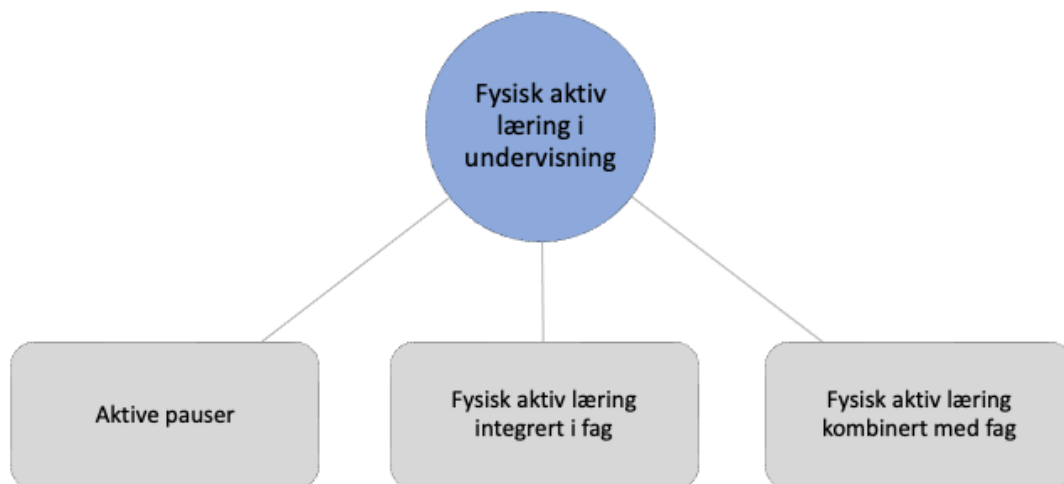 Fysisk aktiv
læring i
undervisning
Aktive pauser
Fysisk aktiv læring
integrert i fag
Fysisk aktiv læring
kombinert med fag